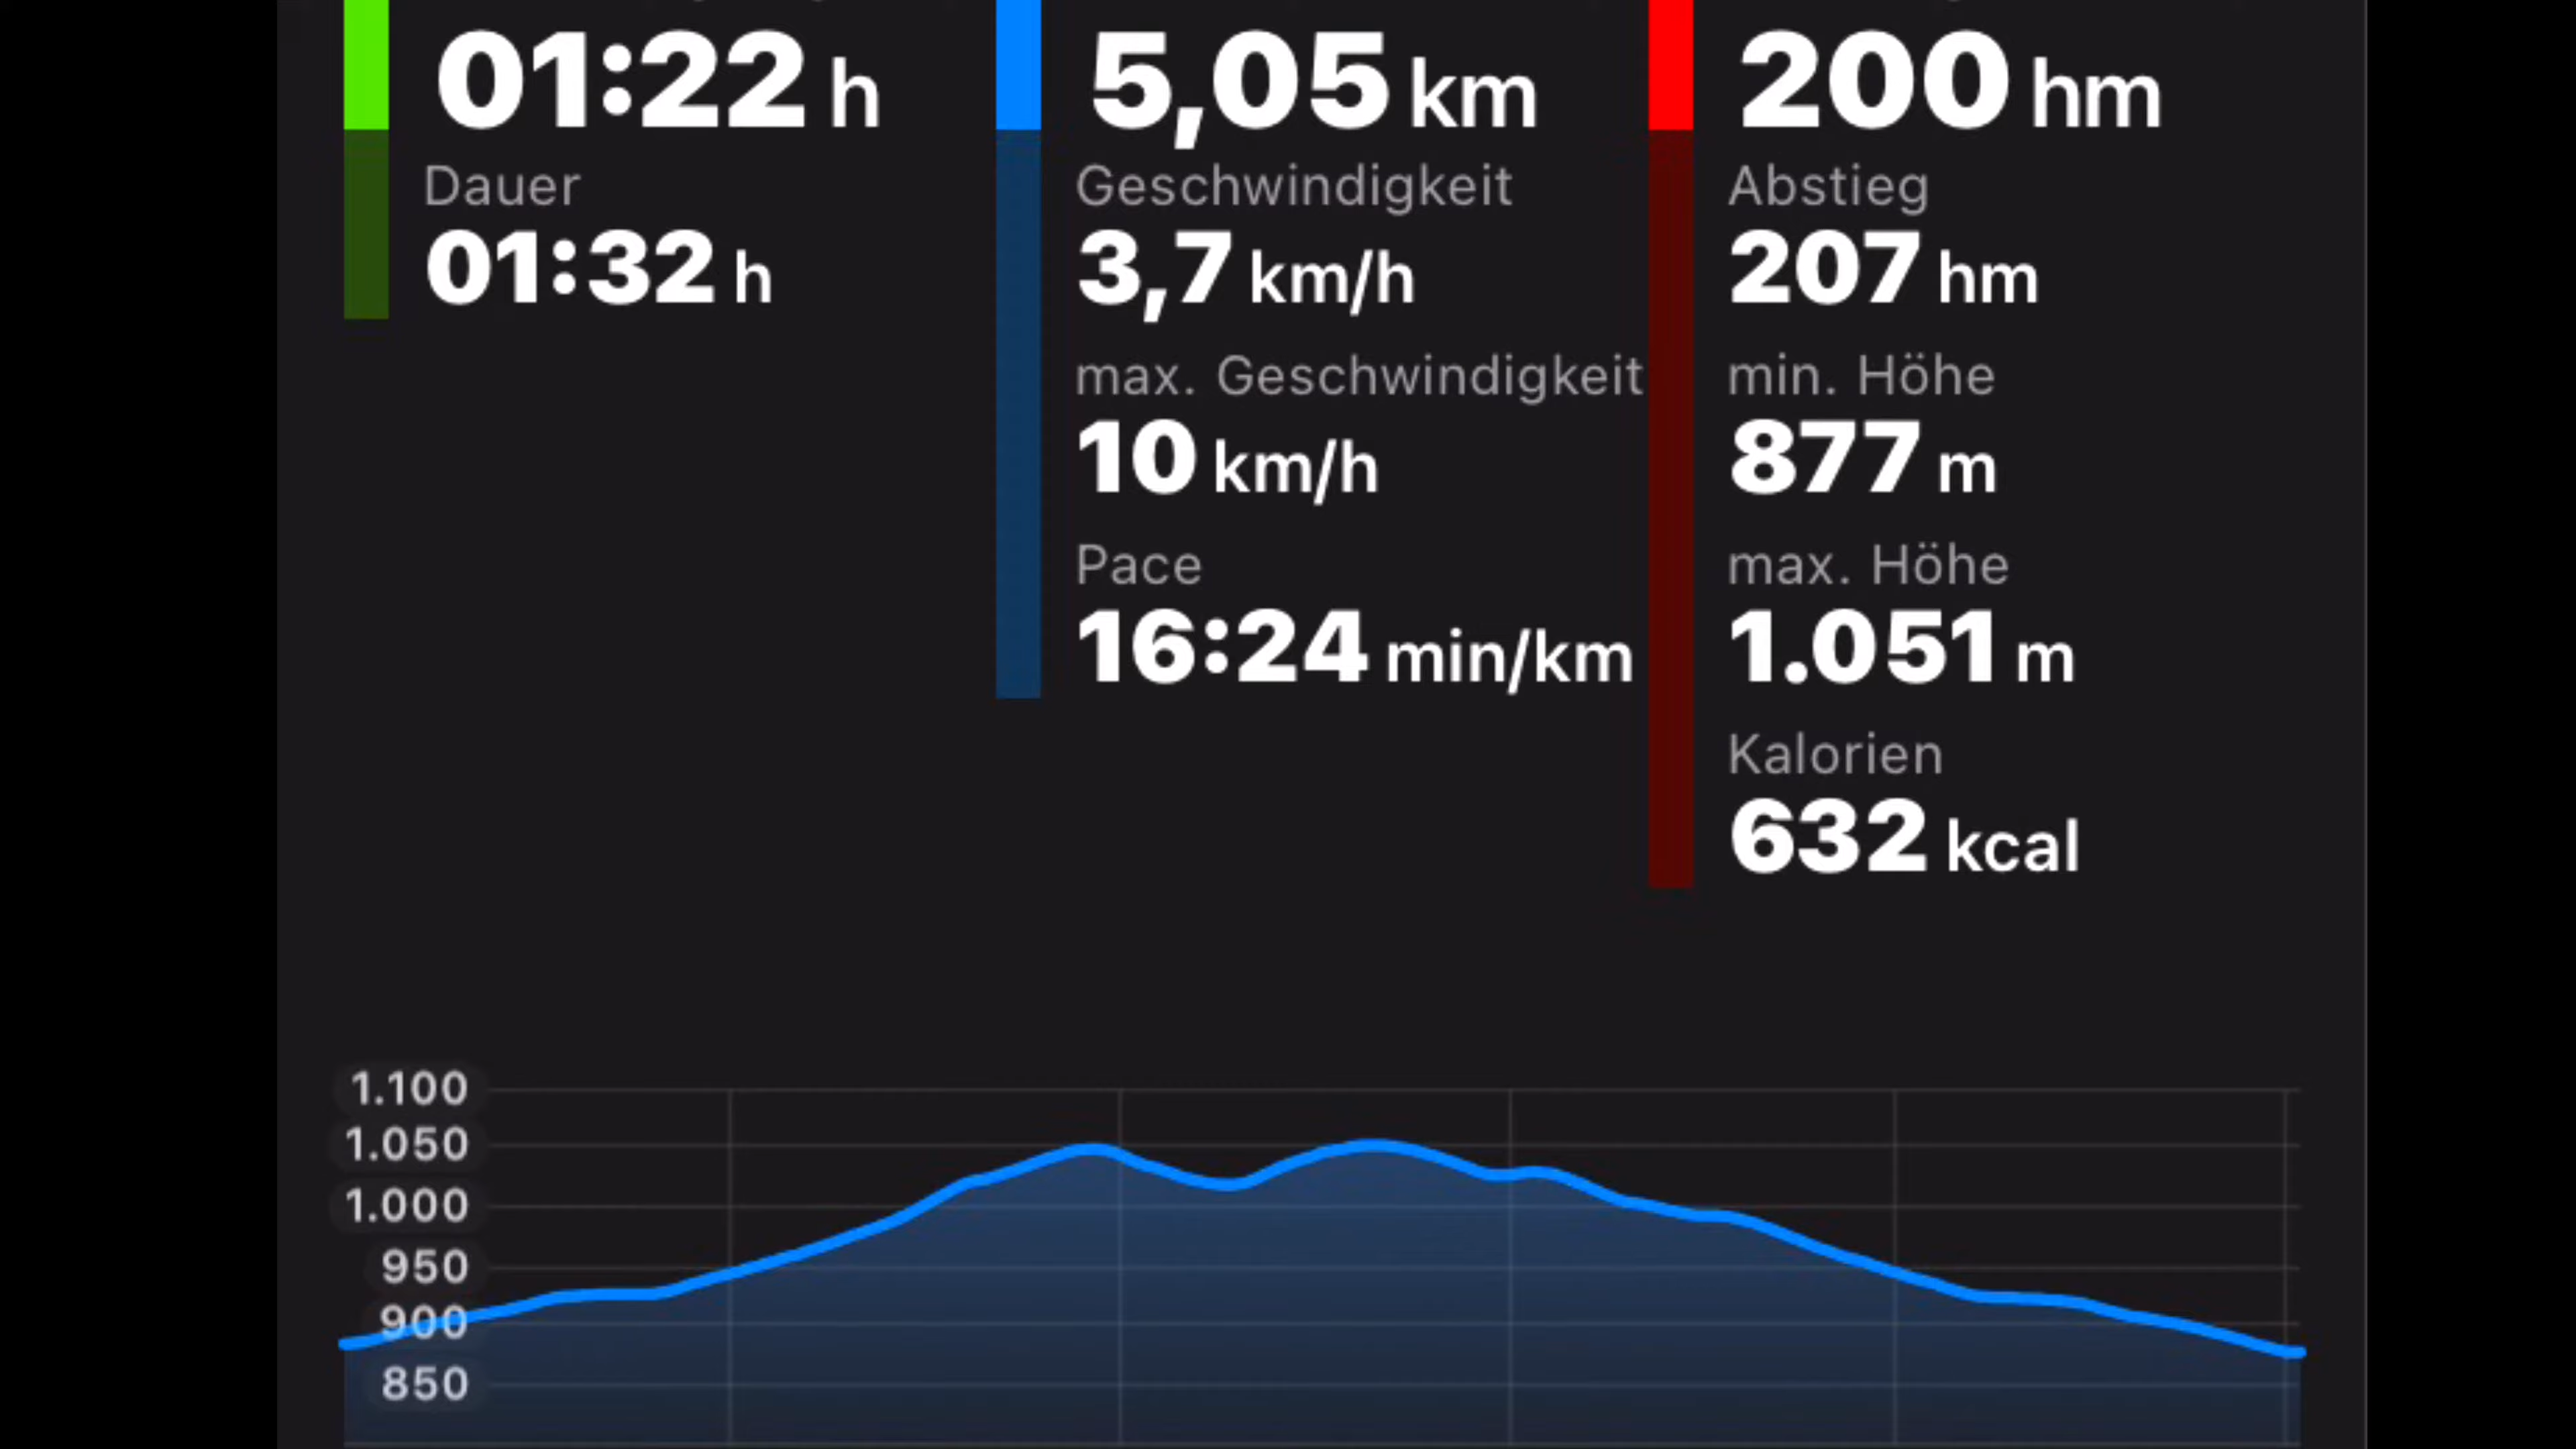 01:22 h
Dauer
01:32 h
5,05 km
Geschwindigkeit
3,7 km/h
max. Geschwindigkeit
10 km/h
Pace
16:24 min/km
200 hm
Abstieg
207 hm
min. Höhe
877 m
max. Höhe
1.051 m
Kalorien
632 kcal
1.100
1.050
1.000
950
900
850